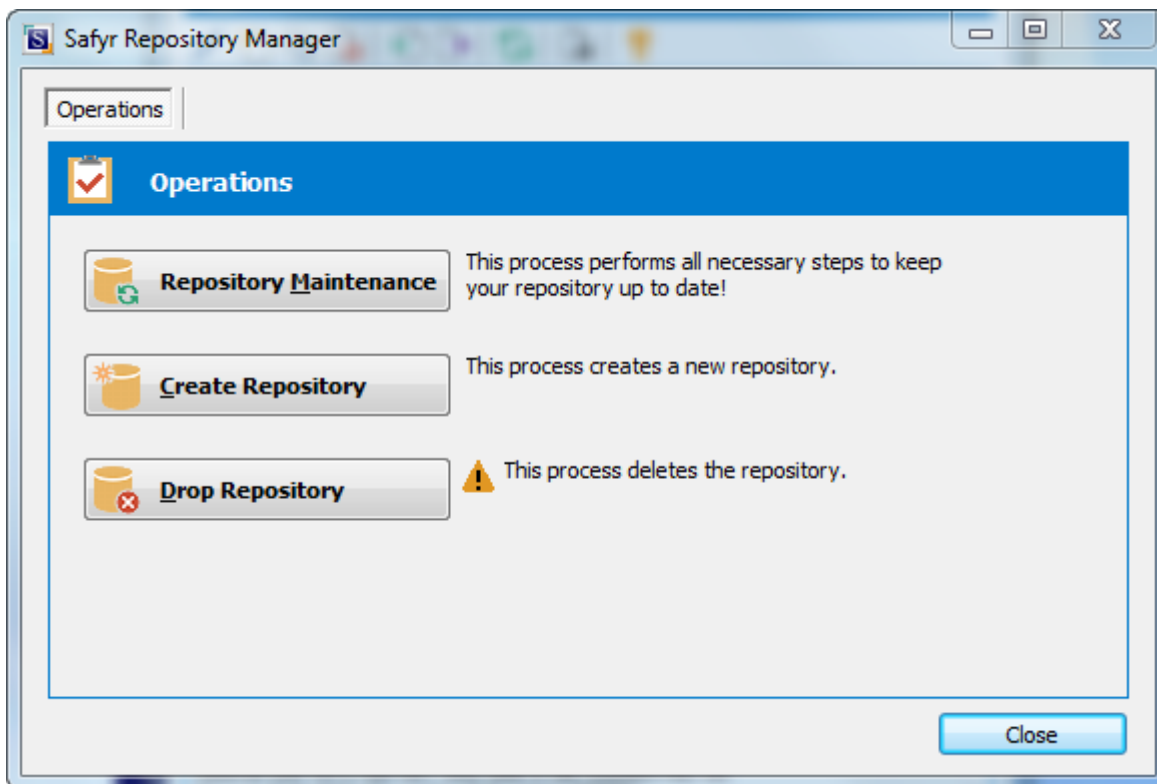 Safyr Repository Manager
Operations
Operations
Repository Maintenance
This process performs all necessary steps to keep
your repository up to date!
Create Repository
This process creates a new repository.
Drop Repository
This process deletes the repository.
Close